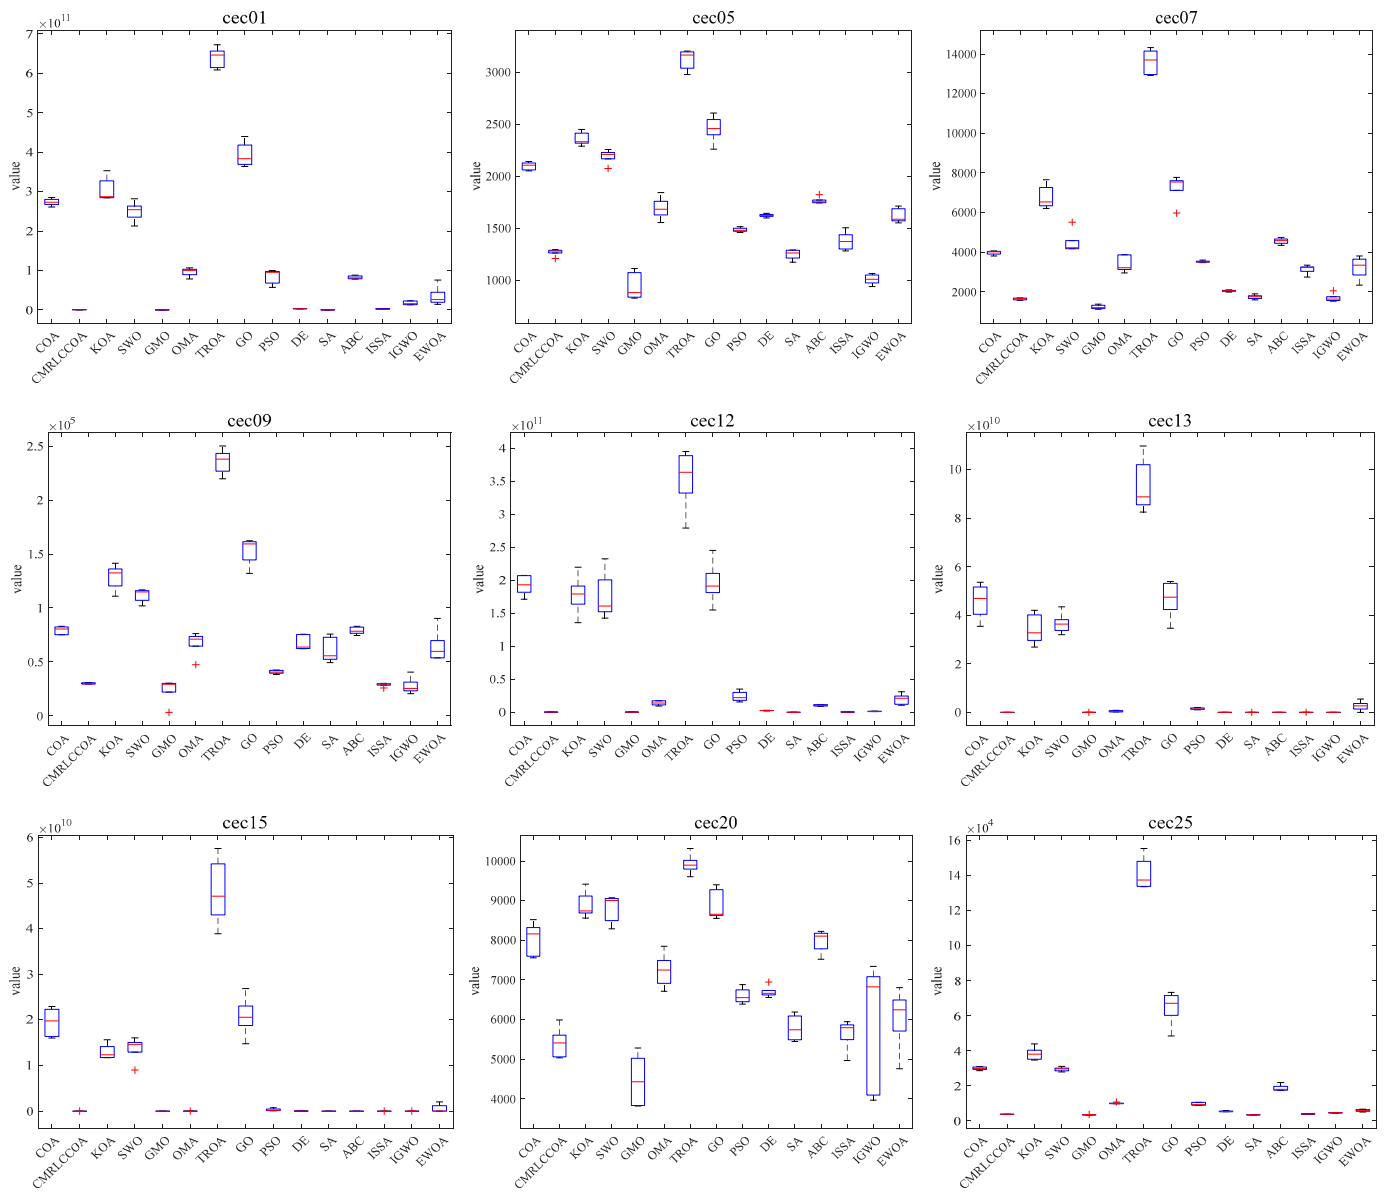 cec01
×10^11
7
6
5
4
3
2
1
0
value
COA
CMRLCCOA
KOA
SWO
GMO
OMA
TROA
GO
PSO
DE
SA
ABC
ISSA
IGWO
EWOA
cec05
3000
2500
2000
1500
1000
value
COA
CMRLCCOA
KOA
SWO
GMO
OMA
TROA
GO
PSO
DE
SA
ABC
ISSA
IGWO
EWOA
cec07
14000
12000
10000
8000
6000
4000
2000
value
COA
CMRLCCOA
KOA
SWO
GMO
OMA
TROA
GO
PSO
DE
SA
ABC
ISSA
IGWO
EWOA
cec09
×10^5
2.5
2
1.5
1
0.5
0
value
COA
CMRLCCOA
KOA
SWO
GMO
OMA
TROA
GO
PSO
DE
SA
ABC
ISSA
IGWO
EWOA
cec12
×10^11
4
3.5
3
2.5
2
1.5
1
0.5
0
value
COA
CMRLCCOA
KOA
SWO
GMO
OMA
TROA
GO
PSO
DE
SA
ABC
ISSA
IGWO
EWOA
cec13
×10^10
10
8
6
4
2
0
value
COA
CMRLCCOA
KOA
SWO
GMO
OMA
TROA
GO
PSO
DE
SA
ABC
ISSA
IGWO
EWOA
cec15
×10^10
6
5
4
3
2
1
0
value
COA
CMRLCCOA
KOA
SWO
GMO
OMA
TROA
GO
PSO
DE
SA
ABC
ISSA
IGWO
EWOA
cec20
10000
9000
8000
7000
6000
5000
4000
value
COA
CMRLCCOA
KOA
SWO
GMO
OMA
TROA
GO
PSO
DE
SA
ABC
ISSA
IGWO
EWOA
cec25
×10^4
16
14
12
10
8
6
4
2
0
value
COA
CMRLCCOA
KOA
SWO
GMO
OMA
TROA
GO
PSO
DE
SA
ABC
ISSA
IGWO
EWOA